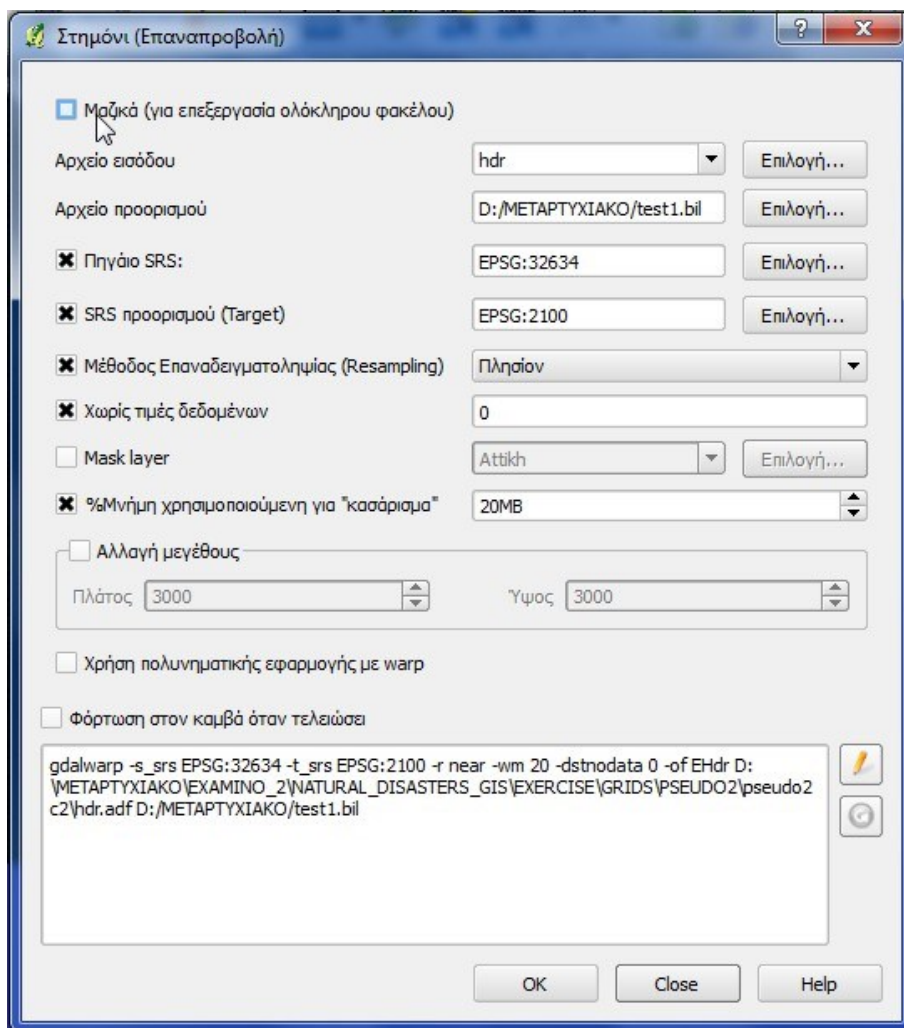 Στημόνι (Επαναπροβολή)
Μαζικά (για επεξεργασία ολόκληρου φακέλου)
Αρχείο εισόδου hdr Επιλογή...
Αρχείο προορισμού D:/ΜΕΤΑΡΤΥΧΙΑΚΟ/test1.bil Επιλογή...
Πηγάιο SRS: EPSG:32634 Επιλογή...
SRS προορισμού (Target) EPSG:2100 Επιλογή...
Μέθοδος Επαναδειγματοληψίας (Resampling) Πλησίον
Χωρίς τιμές δεδομένων 0
Mask layer Attikh Επιλογή...
%Μνήμη χρησιμοποιούμενη για "κασάρισμα" 20MB
Αλλαγή μεγέθους
Πλάτος 3000 Ύψος 3000
Χρήση πολυνηματικής εφαρμογής με warp
Φόρτωση στον καμβά όταν τελειώσει
gdalwarp -s_srs EPSG:32634 -t_srs EPSG:2100 -r near -wm 20 -dstnodata 0 -of EHdr D:
\METAPTYXIAKO\EXAMINO_2\NATURAL_DISASTERS_GIS\EXERCISE\GRIDS\PSEUDO2\pseudo2
c2\hdr.adf D:/METAPTYXIAKO/test1.bil
OK Close Help